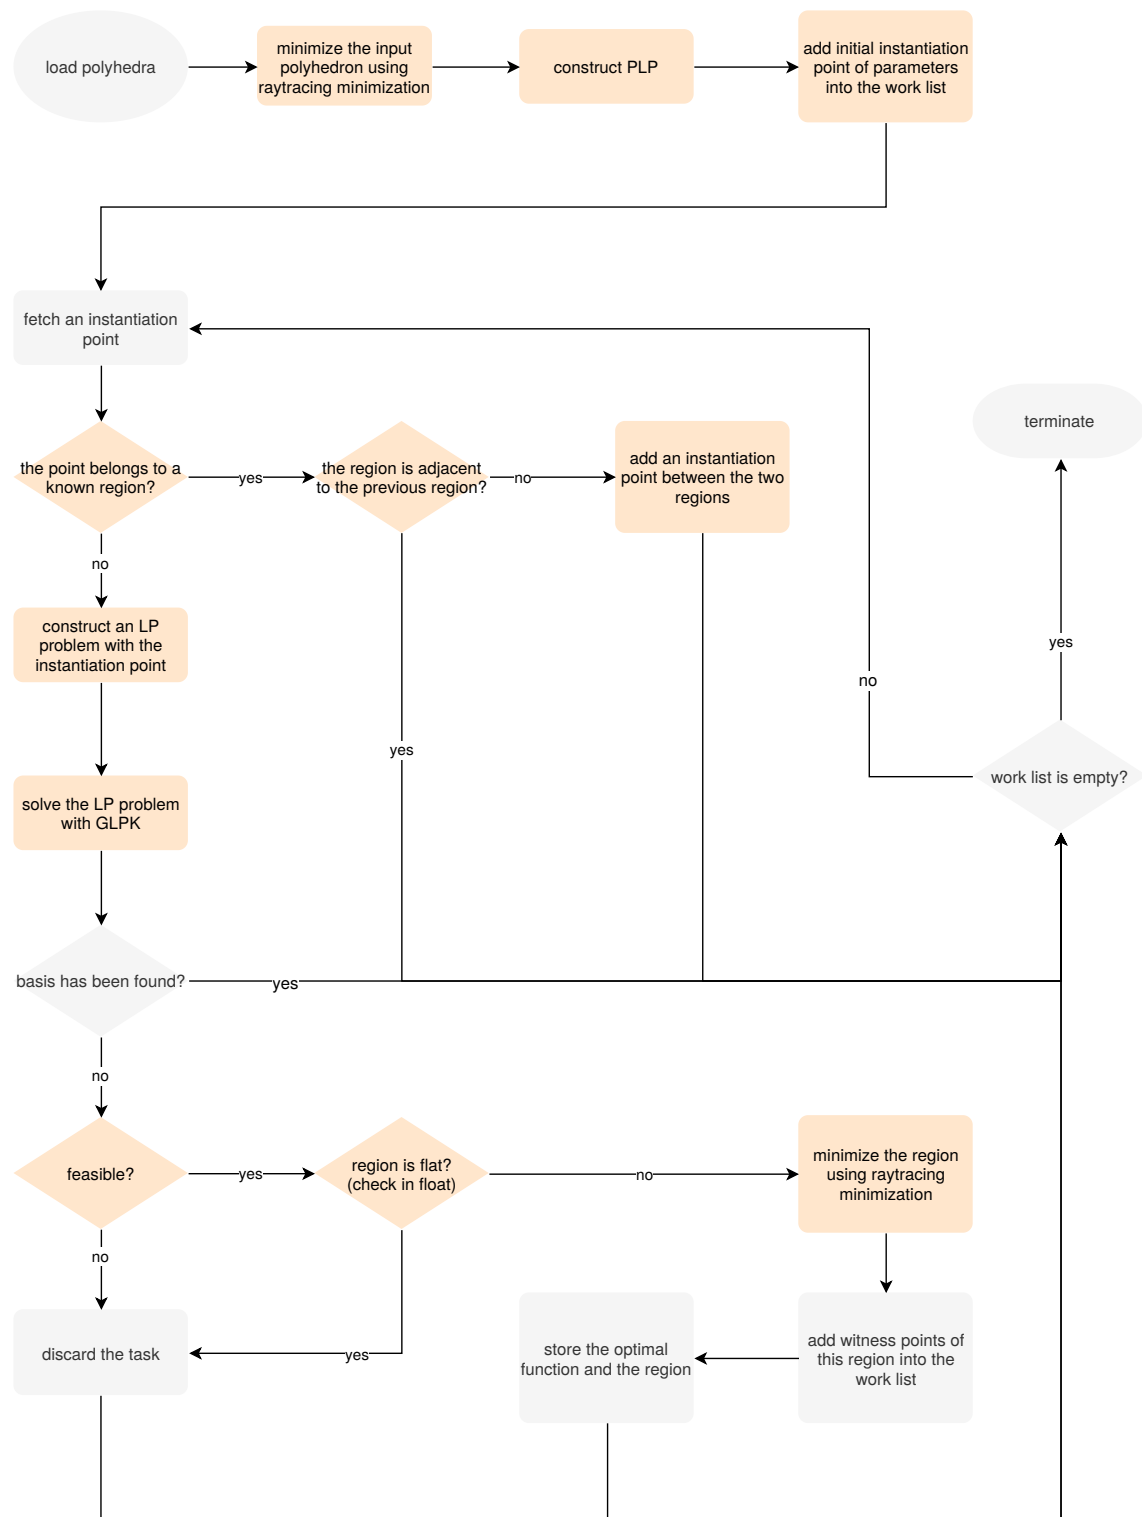 load polyhedra
minimize the input
polyhedron using
raytracing minimization
construct PLP
add initial instantiation
point of parameters
into the work list
fetch an instantiation
point
the point belongs to a
known region?
yes
the region is adjacent
to the previous region?
no
add an instantiation
point between the two
regions
terminate
no
construct an LP
problem with the
instantiation point
yes
no
yes
work list is empty?
solve the LP problem
with GLPK
basis has been found?
yes
no
feasible?
yes
region is flat?
(check in float)
no
minimize the region
using raytracing
minimization
no
discard the task
yes
store the optimal
function and the region
add witness points of
this region into the
work list